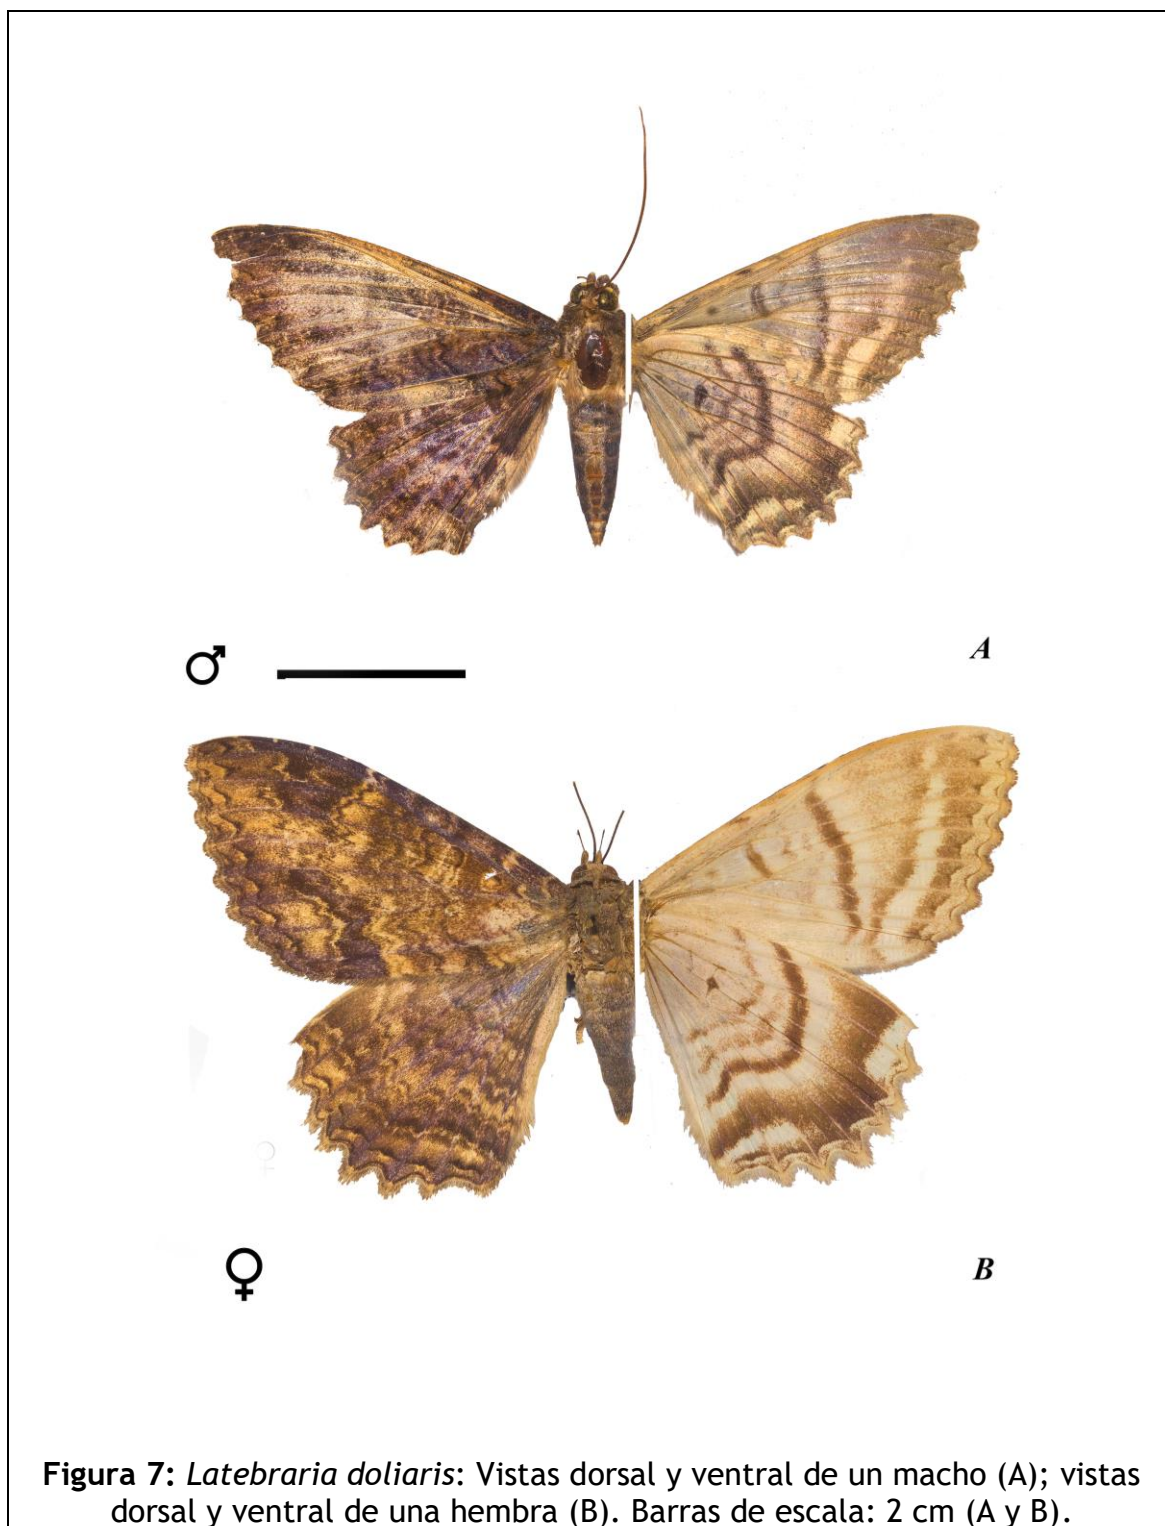 ♂
A
♀
B
Figura 7: Latebraria doliaris: Vistas dorsal y ventral de un macho (A); vistas
dorsal y ventral de una hembra (B). Barras de escala: 2 cm (A y B).